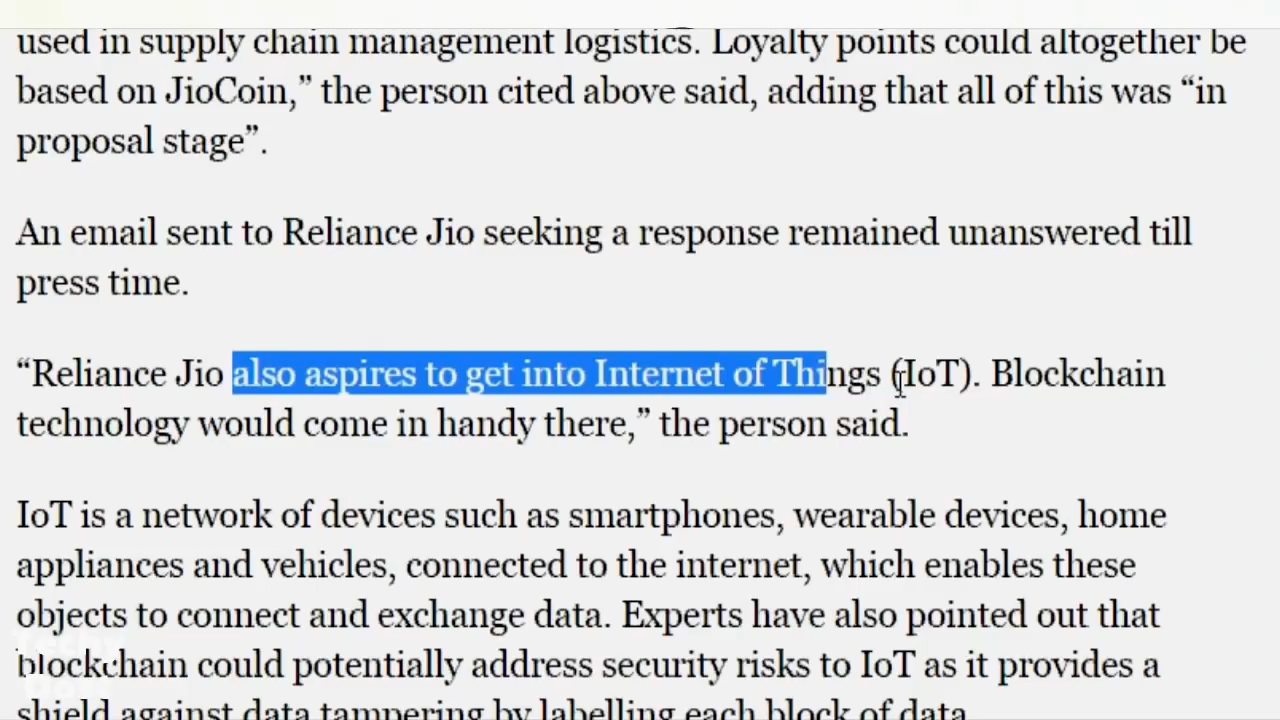 used in supply chain management logistics. Loyalty points could altogether be
based on JioCoin,” the person cited above said, adding that all of this was “in
proposal stage”.
An email sent to Reliance Jio seeking a response remained unanswered till
press time.
“Reliance Jio also aspires to get into Internet of Things (IoT). Blockchain
technology would come in handy there,” the person said.
IoT is a network of devices such as smartphones, wearable devices, home
appliances and vehicles, connected to the internet, which enables these
objects to connect and exchange data. Experts have also pointed out that
blockchain could potentially address security risks to IoT as it provides a
shield against data tampering by labelling each block of data